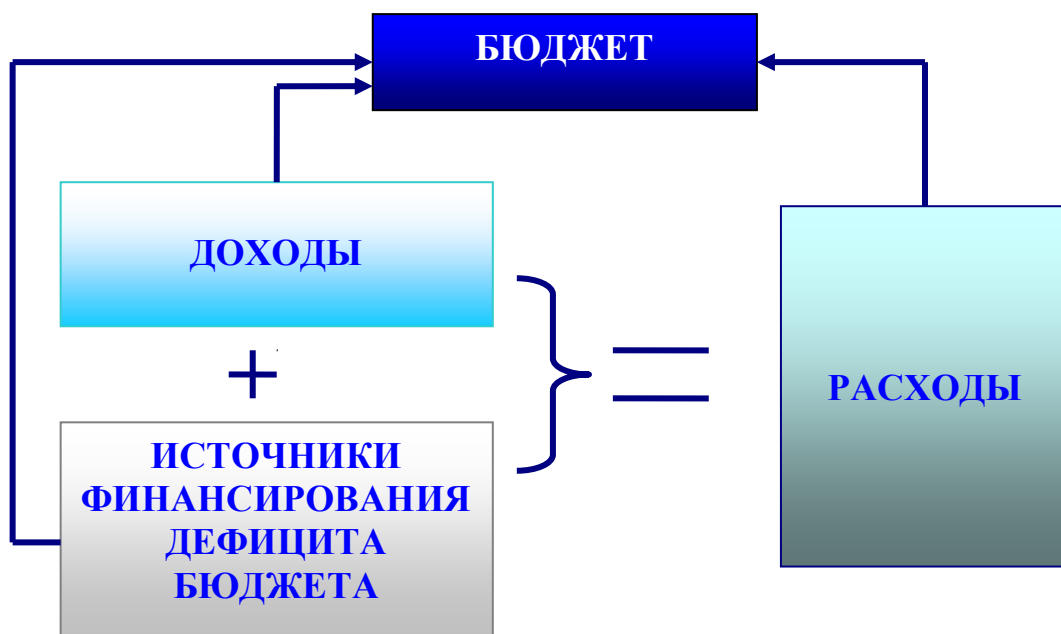 БЮДЖЕТ
ДОХОДЫ
+
ИСТОЧНИКИ
ФИНАНСИРОВАНИЯ
ДЕФИЦИТА
БЮДЖЕТА
=
РАСХОДЫ